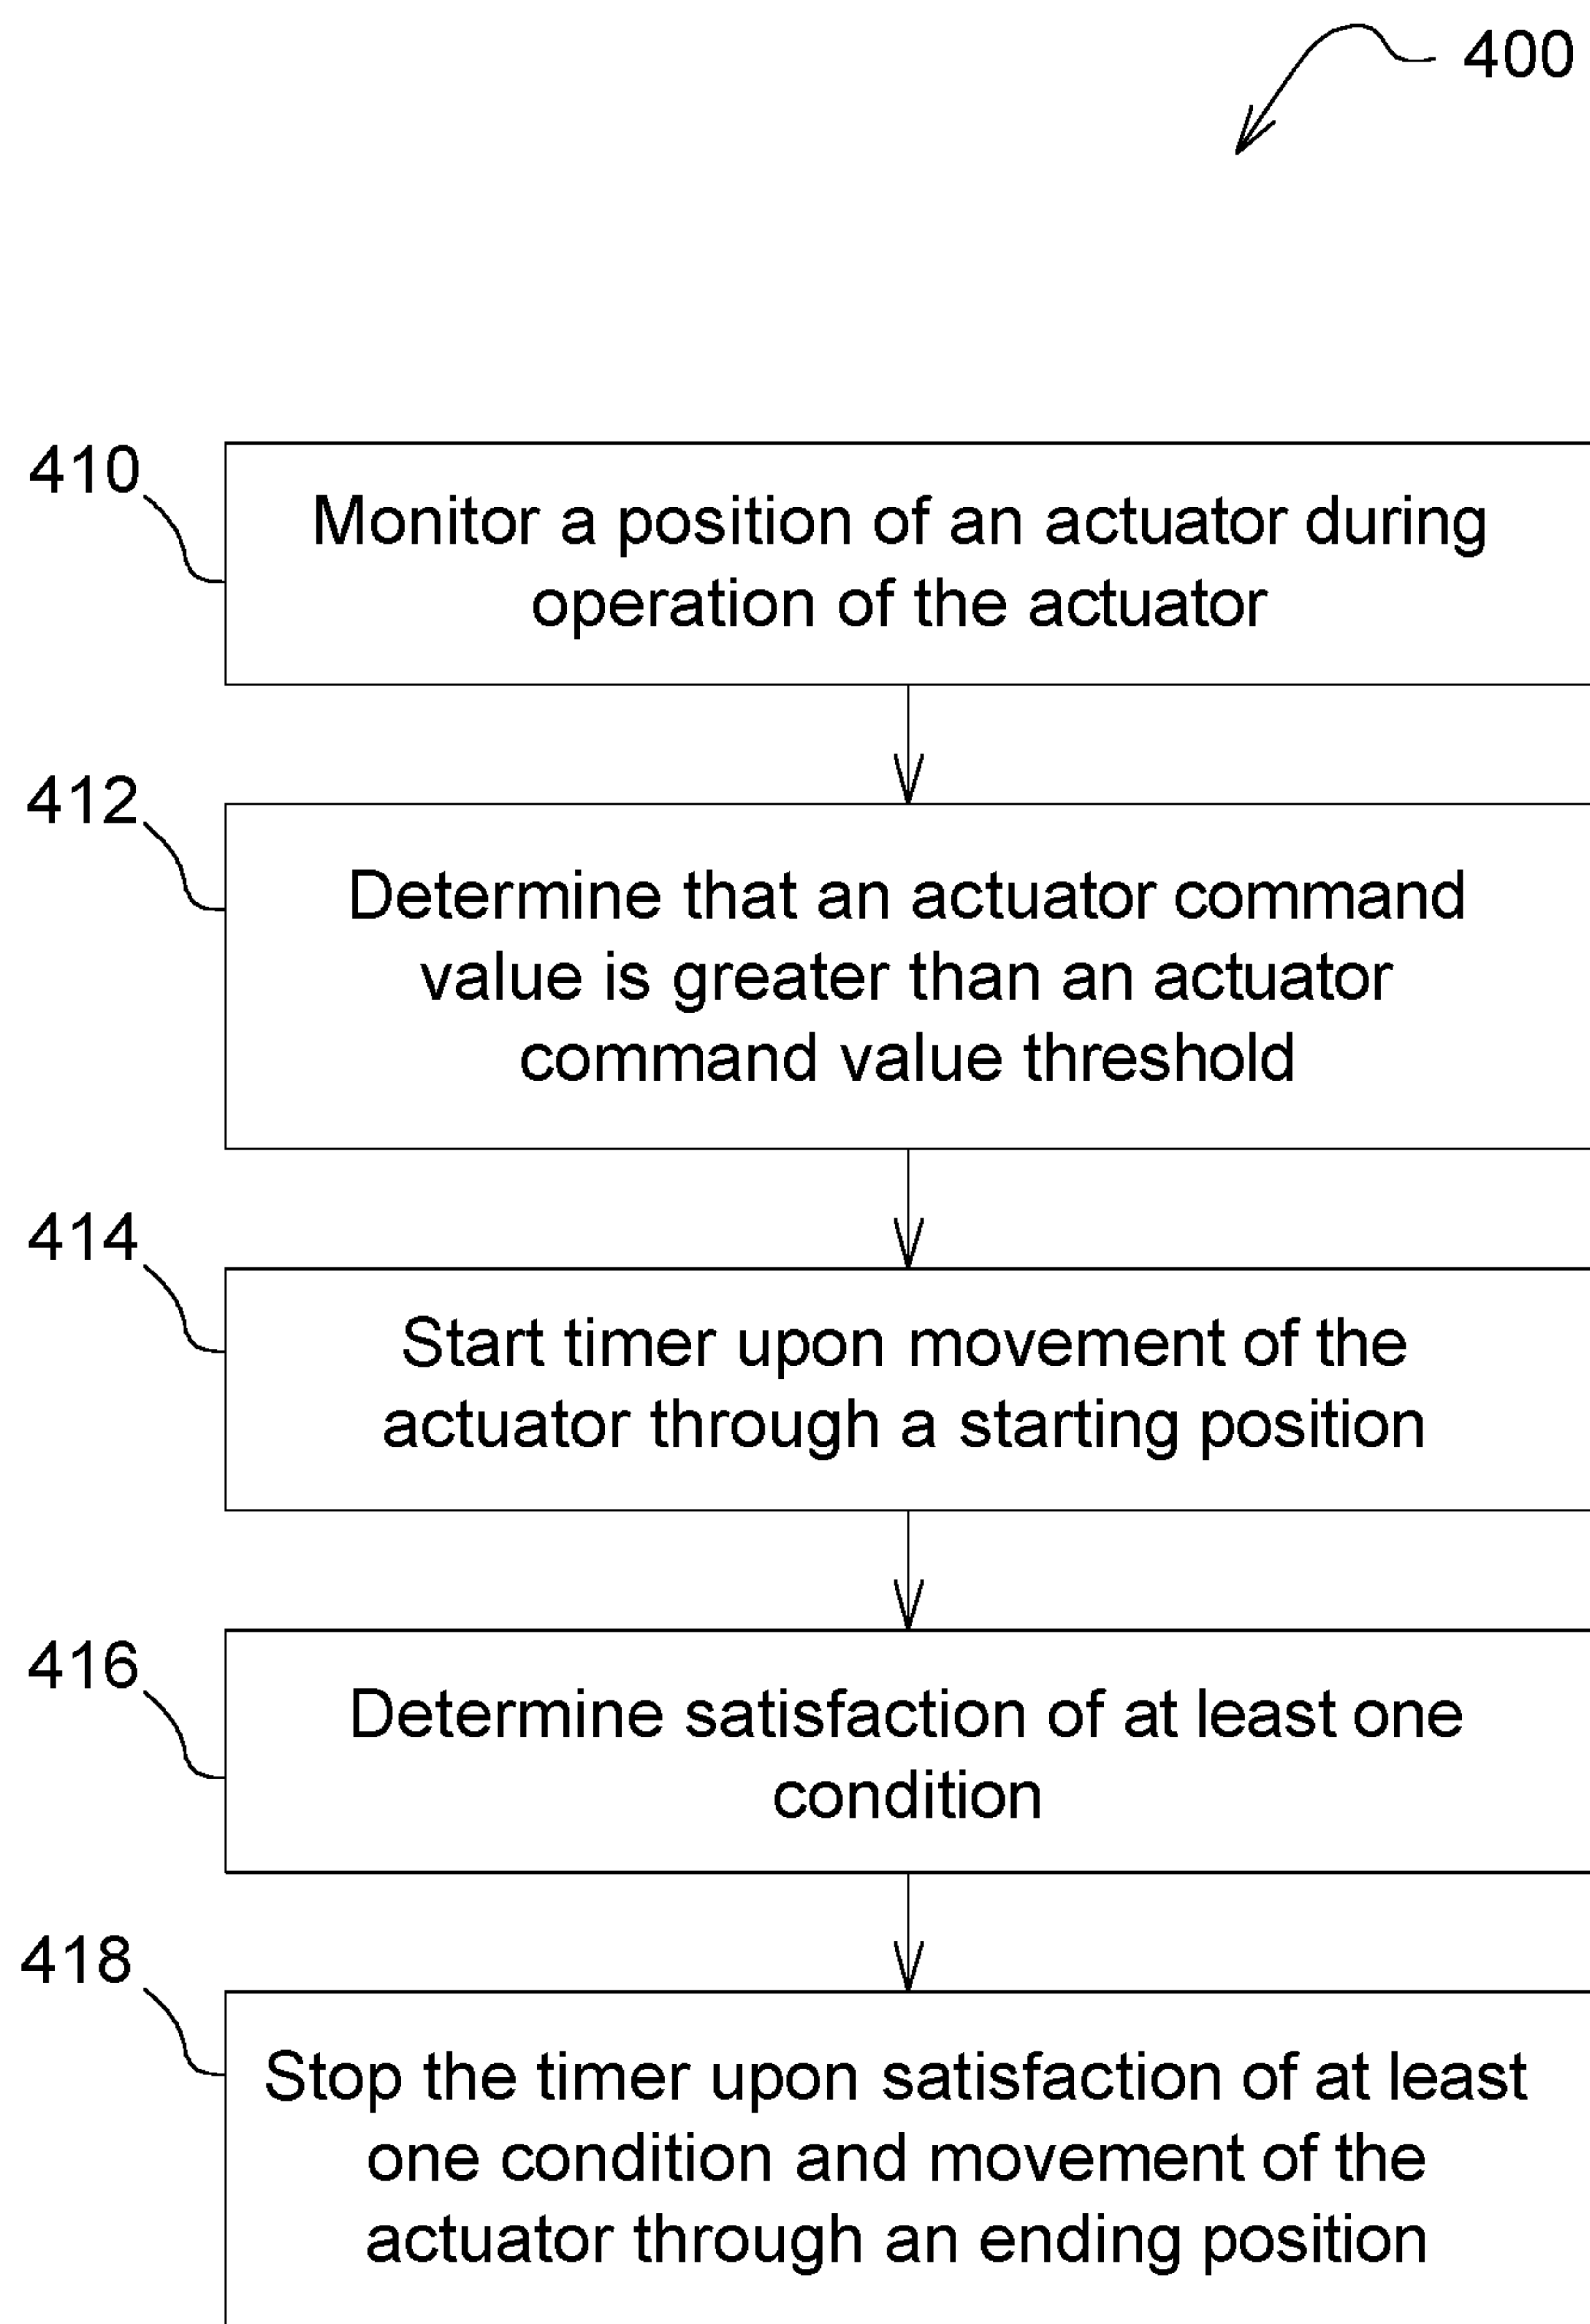 400
410
Monitor a position of an actuator during
operation of the actuator
412
Determine that an actuator command
value is greater than an actuator
command value threshold
414
Start timer upon movement of the
actuator through a starting position
416
Determine satisfaction of at least one
condition
418
Stop the timer upon satisfaction of at least
one condition and movement of the
actuator through an ending position